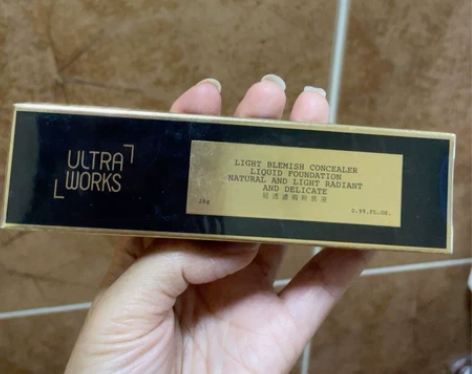 ULTRA
WORKS
LIGHT BLEMISH CONCEALER
LIQUID FOUNDATION
NATURAL AND LIGHT RADIANT
AND DELICATE